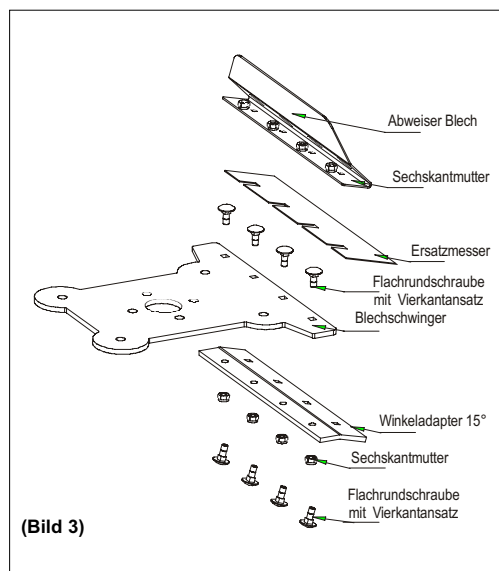 Abweiser Blech
Sechskantmutter
Ersatzmesser
Flachrundschraube
mit Vierkantansatz
Blechschwinger
Winkeladapter 15°
Sechskantmutter
Flachrundschraube
mit Vierkantansatz
(Bild 3)